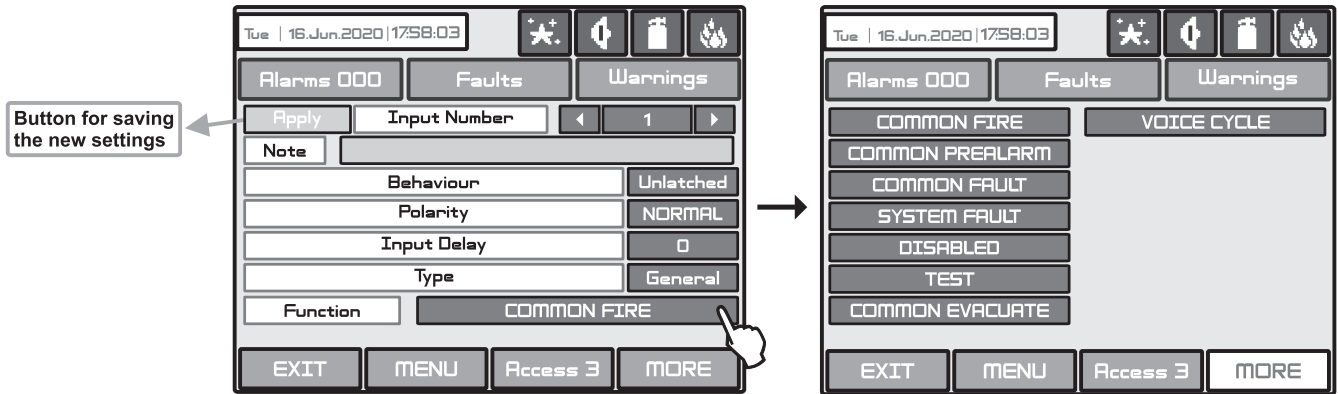 Button for saving
the new settings
Tue | 16.Jun.2020|17:58:03
Alarms 000 Faults Warnings
Apply Input Number 1
Note
Behaviour Unlatched
Polarity NORMAL
Input Delay 0
Type General
Function COMMON FIRE
EXIT MENU Access 3 MORE
Tue | 16.Jun.2020|17:58:03
Alarms 000 Faults Warnings
COMMON FIRE VOICE CYCLE
COMMON PREALARM
COMMON FAULT
SYSTEM FAULT
DISABLED
TEST
COMMON EVACUATE
EXIT MENU Access 3 MORE